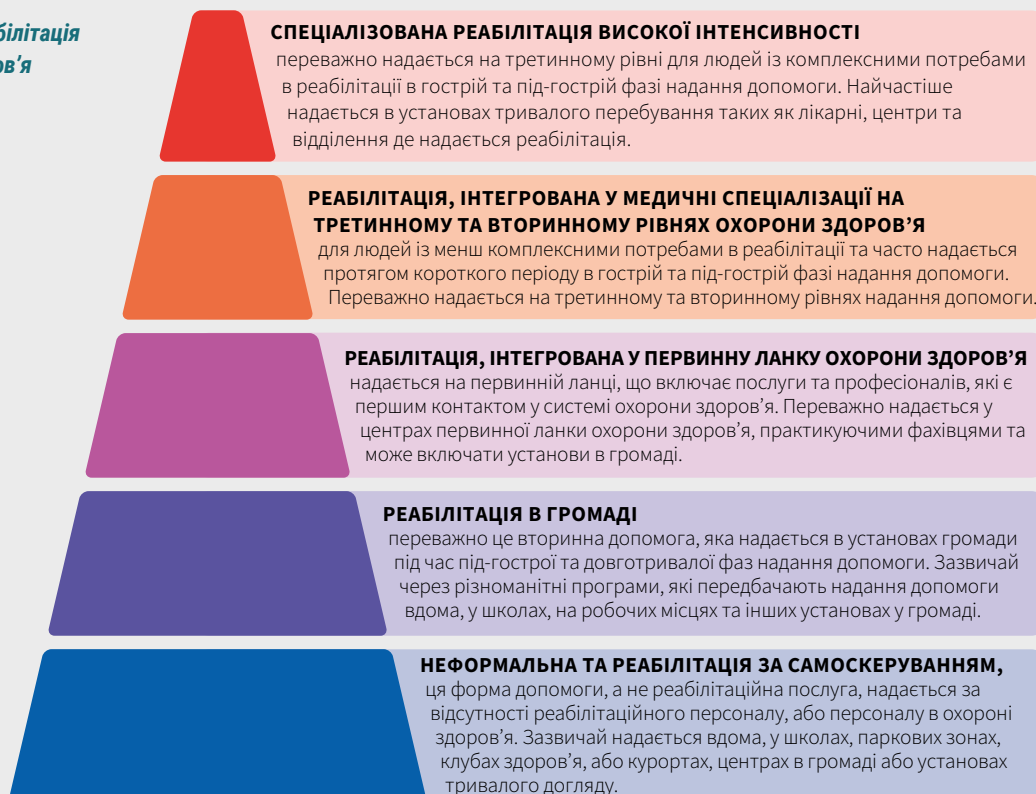 СПЕЦІАЛІЗОВАНА РЕАБІЛІТАЦІЯ ВИСОКОЇ ІНТЕНСИВНОСТІ
переважно надається на третинному рівні для людей із комплексними потребами
в реабілітації в гострій та під-гострій фазі надання допомоги. Найчастіше
надається в установах тривалого перебування таких як лікарні, центри та
відділення де надається реабілітація.
РЕАБІЛІТАЦІЯ, ІНТЕГРОВАНА У МЕДИЧНІ СПЕЦІАЛІЗАЦІЇ НА
ТРЕТИННОМУ ТА ВТОРИННОМУ РІВНЯХ ОХОРОНИ ЗДОРОВ’Я
для людей із менш комплексними потребами в реабілітації та часто надається
протягом короткого періоду в гострій та під-гострій фазі надання допомоги.
Переважно надається на третинному та вторинному рівнях надання допомоги.
РЕАБІЛІТАЦІЯ, ІНТЕГРОВАНА У ПЕРВИННУ ЛАНКУ ОХОРОНИ ЗДОРОВ’Я
надається на первинній ланці, що включає послуги та професіоналів, які є
першим контактом у системі охорони здоров’я. Переважно надається у
центрах первинної ланки охорони здоров’я, практикуючими фахівцями та
може включати установи в громаді.
РЕАБІЛІТАЦІЯ В ГРОМАДІ
переважно це вторинна допомога, яка надається в установах громади
під час під-гострої та довготривалої фаз надання допомоги. Зазвичай
через різноманітні програми, які передбачають надання допомоги
вдома, у школах, на робочих місцях та інших установах у громаді.
НЕФОРМАЛЬНА ТА РЕАБІЛІТАЦІЯ ЗА САМОСКЕРУВАННЯМ,
ця форма допомоги, а не реабілітаційна послуга, надається за
відсутності реабілітаційного персоналу, або персоналу в охороні
здоров’я. Зазвичай надається вдома, у школах, паркових зонах,
клубах здоров’я, або курортах, центрах в громаді або установах
тривалого догляду.